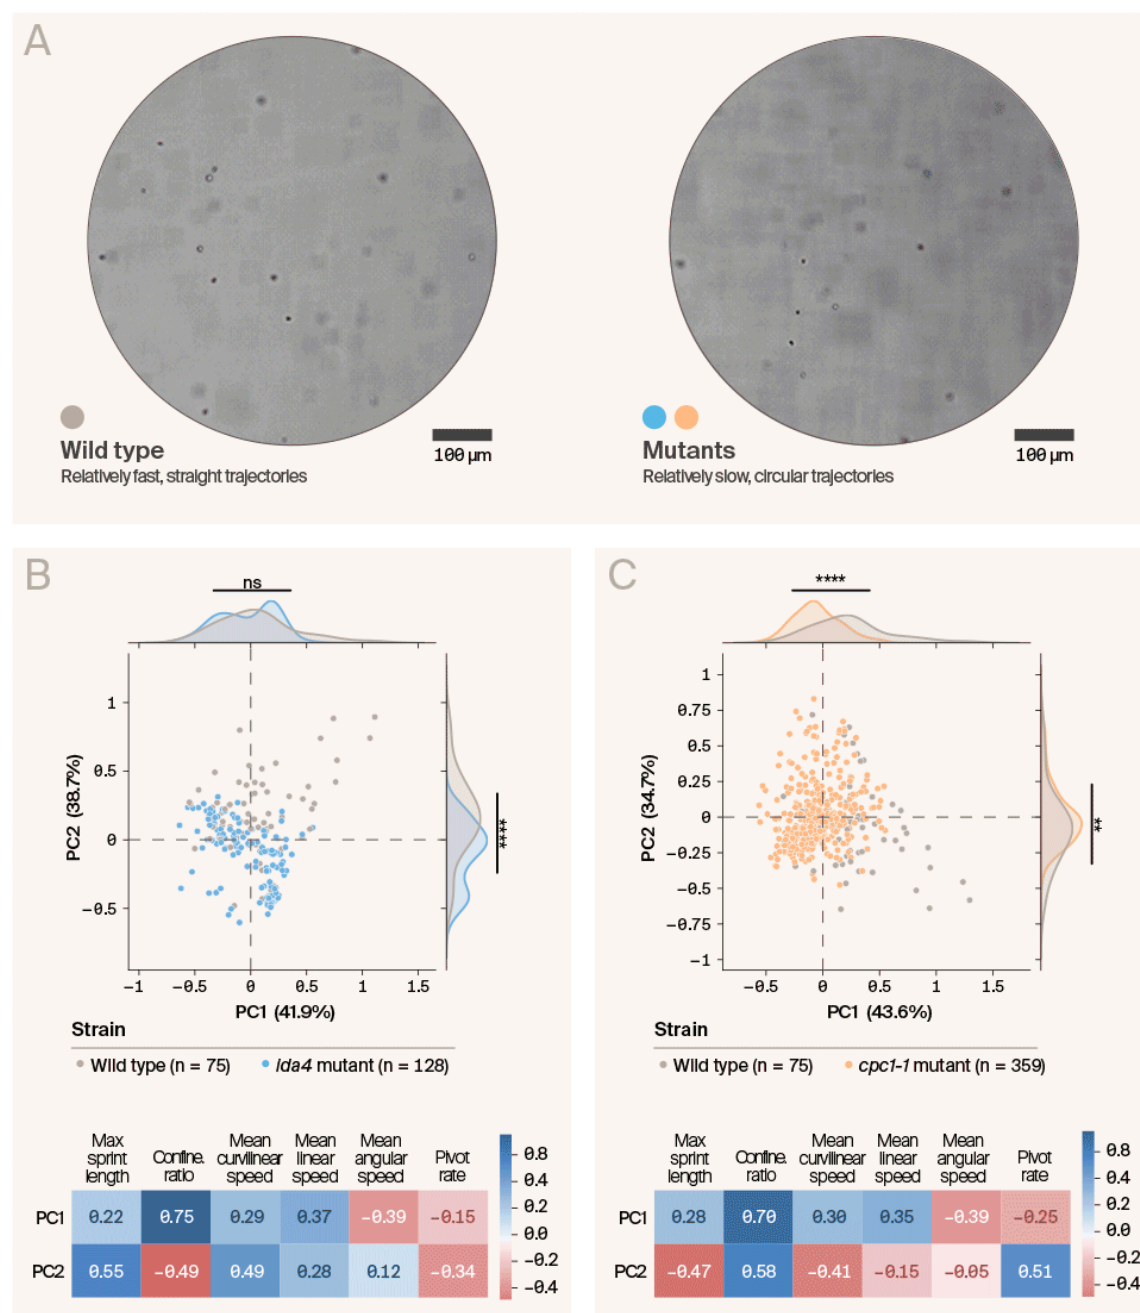 A
Wild type
Relatively fast, straight trajectories
100 µm
Mutants
Relatively slow, circular trajectories
100 µm
B
ns
1
0.5
0
−0.5
PC2 (38.7%)
****
−1
−0.5
0
0.5
1
1.5
PC1 (41.9%)
Strain
Wild type (n = 75)
lda4 mutant (n = 128)
Max sprint length
Confine. ratio
Mean curvilinear speed
Mean linear speed
Mean angular speed
Pivot rate
PC1
0.22
0.75
0.29
0.37
−0.39
−0.15
PC2
0.55
−0.49
0.49
0.28
0.12
−0.34
0.8
0.4
0.2
0.0
−0.2
−0.4
C
****
1
0.75
0.5
0.25
0
−0.25
−0.5
−0.75
−1
PC2 (34.7%)
**
−0.5
0
0.5
1
1.5
PC1 (43.6%)
Strain
Wild type (n = 75)
cpc1-1 mutant (n = 359)
Max sprint length
Confine. ratio
Mean curvilinear speed
Mean linear speed
Mean angular speed
Pivot rate
PC1
0.28
0.70
0.30
0.35
−0.39
−0.25
PC2
−0.47
0.58
−0.41
−0.15
−0.05
0.51
0.8
0.4
0.2
0.0
−0.2
−0.4